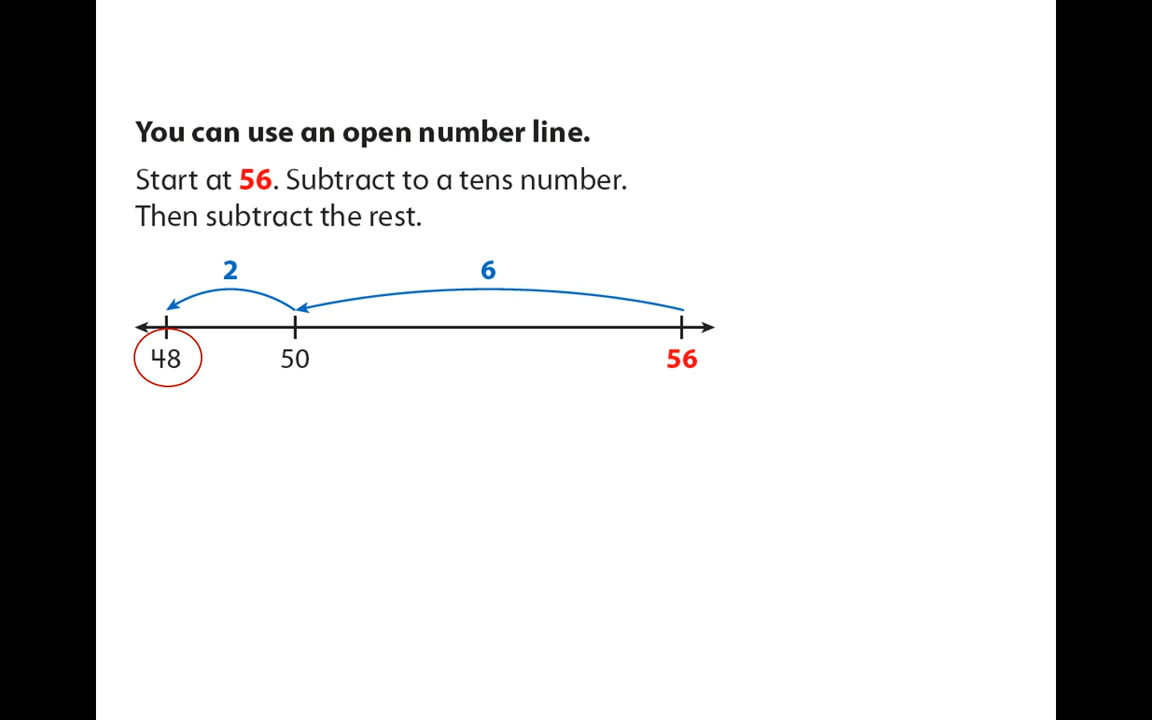 You can use an open number line.
Start at 56. Subtract to a tens number.
Then subtract the rest.
2 6
48 50 56